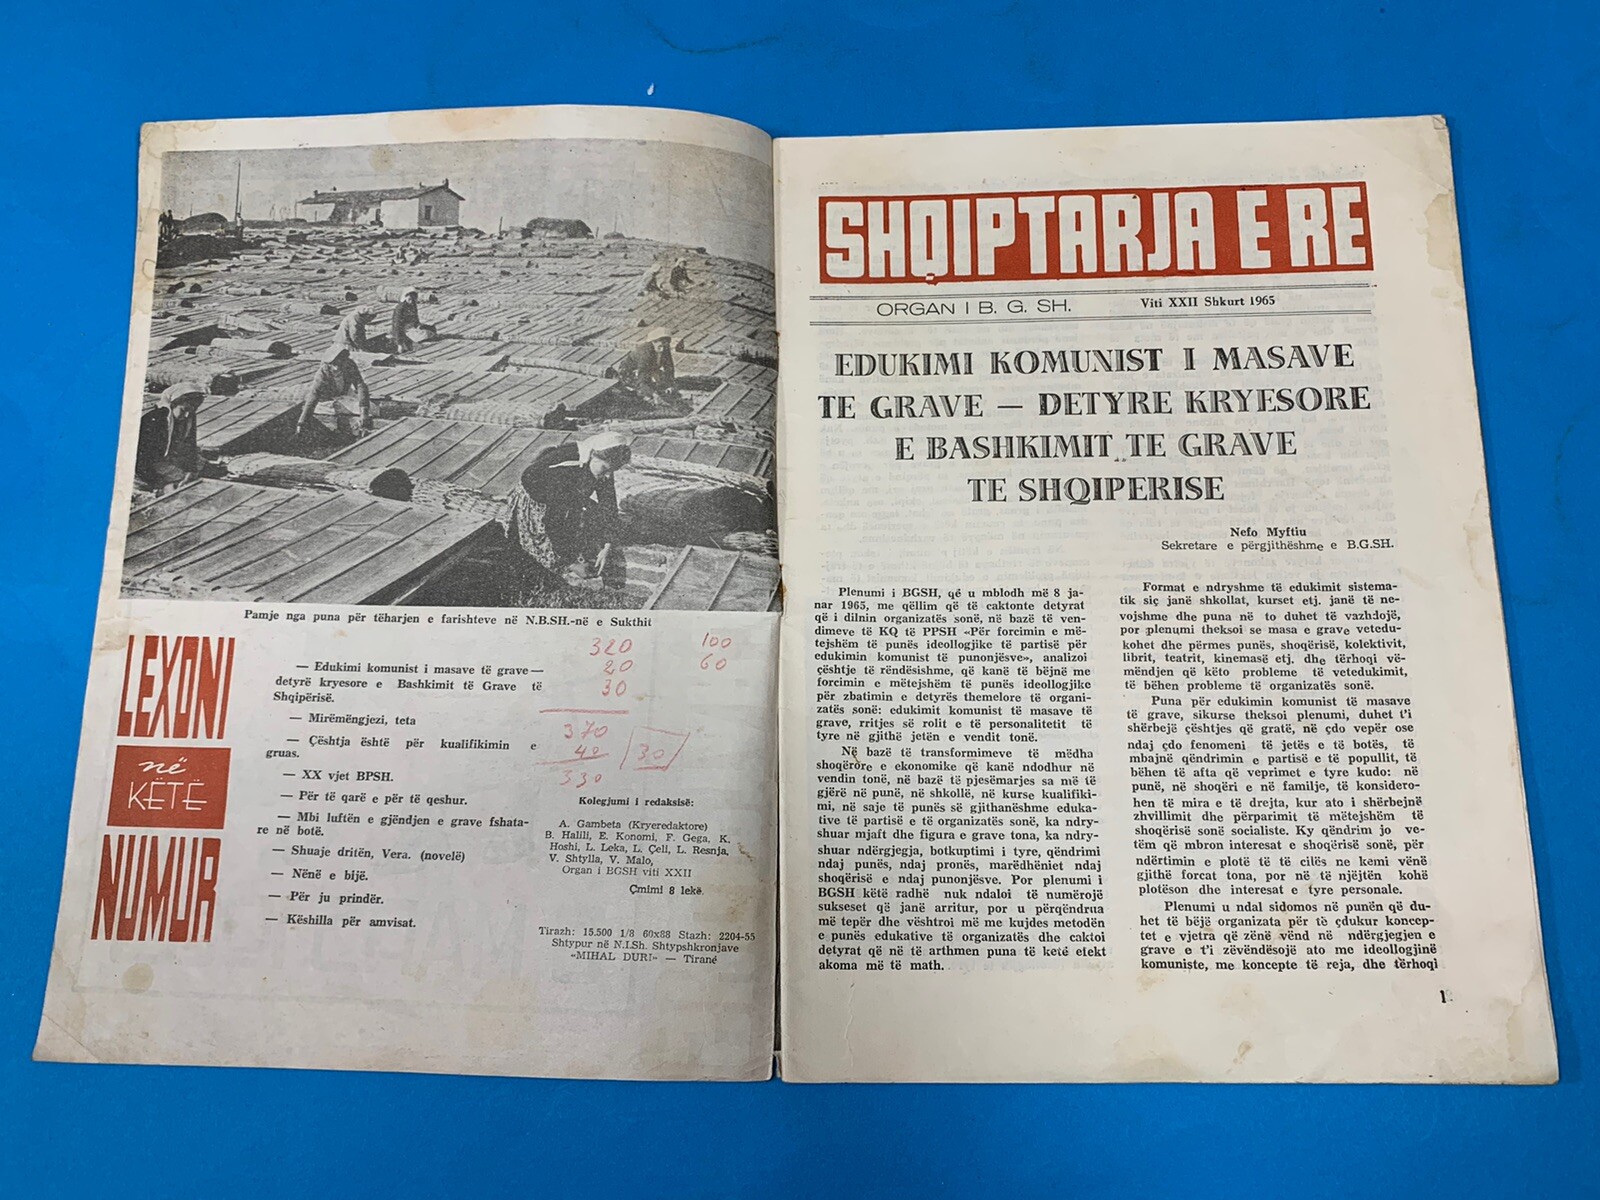 Pamje nga puna për tëharjen e farishteve në N.B.SH.-në e Sukthit
LEXONI
në
KËTË
NUMUR
— Edukimi komunist i masave të grave —
detyrë kryesore e Bashkimit të Grave të
Shqipërisë.
— Mirëmëngjezi, teta
— Çështja është për kualifikimin e
gruas.
— XX vjet BPSH.
— Për të qarë e për të qeshur.
— Mbi luftën e gjëndjen e grave fshata-
re në botë.
— Shuaje dritën, Vera. (novelë)
— Nënë e bijë.
— Për ju prindër.
— Këshilla për amvisat.
320
20
30
370
40
330
30
100
60
Kolegjumi i redaksisë:
A. Gambeta (Kryeredaktore)
B. Halili, E. Konomi, F. Gega, K.
Hoshi, L. Leka, L. Çeli, L. Resnja,
V. Shtylla, V. Malo,
Organ i BGSH viti XXII
Çmimi 8 lekë.
Tirazh: 15.500 1/8 60x88 Stazh: 2204-55
Shtypur në N.I.Sh. Shtypshkronjave
«MIHAL DURI» — Tiranë
SHQIPTARJA E RE
ORGAN I B. G. SH.
Viti XXII Shkurt 1965
EDUKIMI KOMUNIST I MASAVE
TE GRAVE — DETYRE KRYESORE
E BASHKIMIT TE GRAVE
TE SHQIPERISE
Nefo Myftiu
Sekretare e përgjithëshme e B.G.SH.
Plenumi i BGSH, që u mblodh më 8 ja-
nar 1965, me qëllim që të caktonte detyrat
që i dilnin organizatës sonë, në bazë të ven-
dimeve të KQ të PPSH «Për forcimin e më-
tejshëm të punës ideollogjike të partisë për
edukimin komunist të punonjësve», analizoi
çështje të rëndësishme, që kanë të bëjnë me
forcimin e mëtejshëm të punës ideollogjike
për zbatimin e detyrës themelore të organi-
zatës sonë: edukimit komunist të masave të
grave, rritjes së rolit e të personalitetit të
tyre në gjithë jetën e vendit tonë.
Në bazë të transformimeve të mëdha
shoqërore e ekonomike që kanë ndodhur në
vendin tonë, në bazë të pjesëmarjes sa më të
gjërë në punë, në shkollë, në kurse kualifiki-
mi, në saje të punës së gjithanëshme eduka-
tive të partisë e të organizatës sonë, ka ndry-
shuar mjaft dhe figura e grave tona, ka ndry-
shuar ndërgjegja, botkuptimi i tyre, qëndrimi
ndaj punës, ndaj pronës, marëdhëniet ndaj
shoqërisë e ndaj punonjësve. Por plenumi i
BGSH këtë radhë nuk ndaloi të numërojë
sukseset që janë arritur, por u përqëndrua
më tepër dhe vështroi më me kujdes metodën
e punës edukative të organizatës dhe caktoi
detyrat që në të arthmen puna të ketë efekt
akoma më të math.
Format e ndryshme të edukimit sistema-
tik siç janë shkollat, kurset etj. janë të ne-
vojshme dhe puna në to duhet të vazhdojë,
por plenumi theksoi se masa e grave vetedu-
kohet dhe përmes punës, shoqërisë, kolektivit,
librit, teatrit, kinemasë etj. dhe tërhoqi vë-
mëndjen që këto probleme të vetedukimit,
të bëhen probleme të organizatës sonë.
Puna për edukimin komunist të masave
të grave, sikurse theksoi plenumi, duhet t'i
shërbejë çështjes që gratë, në çdo vepër ose
ndaj çdo fenomeni të jetës e të botës, të
mbajnë qëndrimin e partisë e të popullit, të
bëhen të afta që veprimet e tyre kudo: në
punë, në shoqëri e në familje, të konsidero-
hen të mira e të drejta, kur ato i shërbejnë
zhvillimit dhe përparimit të mëtejshëm të
shoqërisë sonë socialiste. Ky qëndrim jo ve-
tëm që mbron interesat e shoqërisë sonë, për
ndërtimin e plotë të të cilës ne kemi vënë
gjithë forcat tona, por në të njëjtën kohë
plotëson dhe interesat e tyre personale.
Plenumi u ndal sidomos në punën që du-
het të bëjë organizata për të çdukur koncep-
tet e vjetra që zënë vënd në ndërgjegjen e
grave e t'i zëvëndësojë ato me ideollogjinë
komuniste, me koncepte të reja, dhe tërhoqi
1